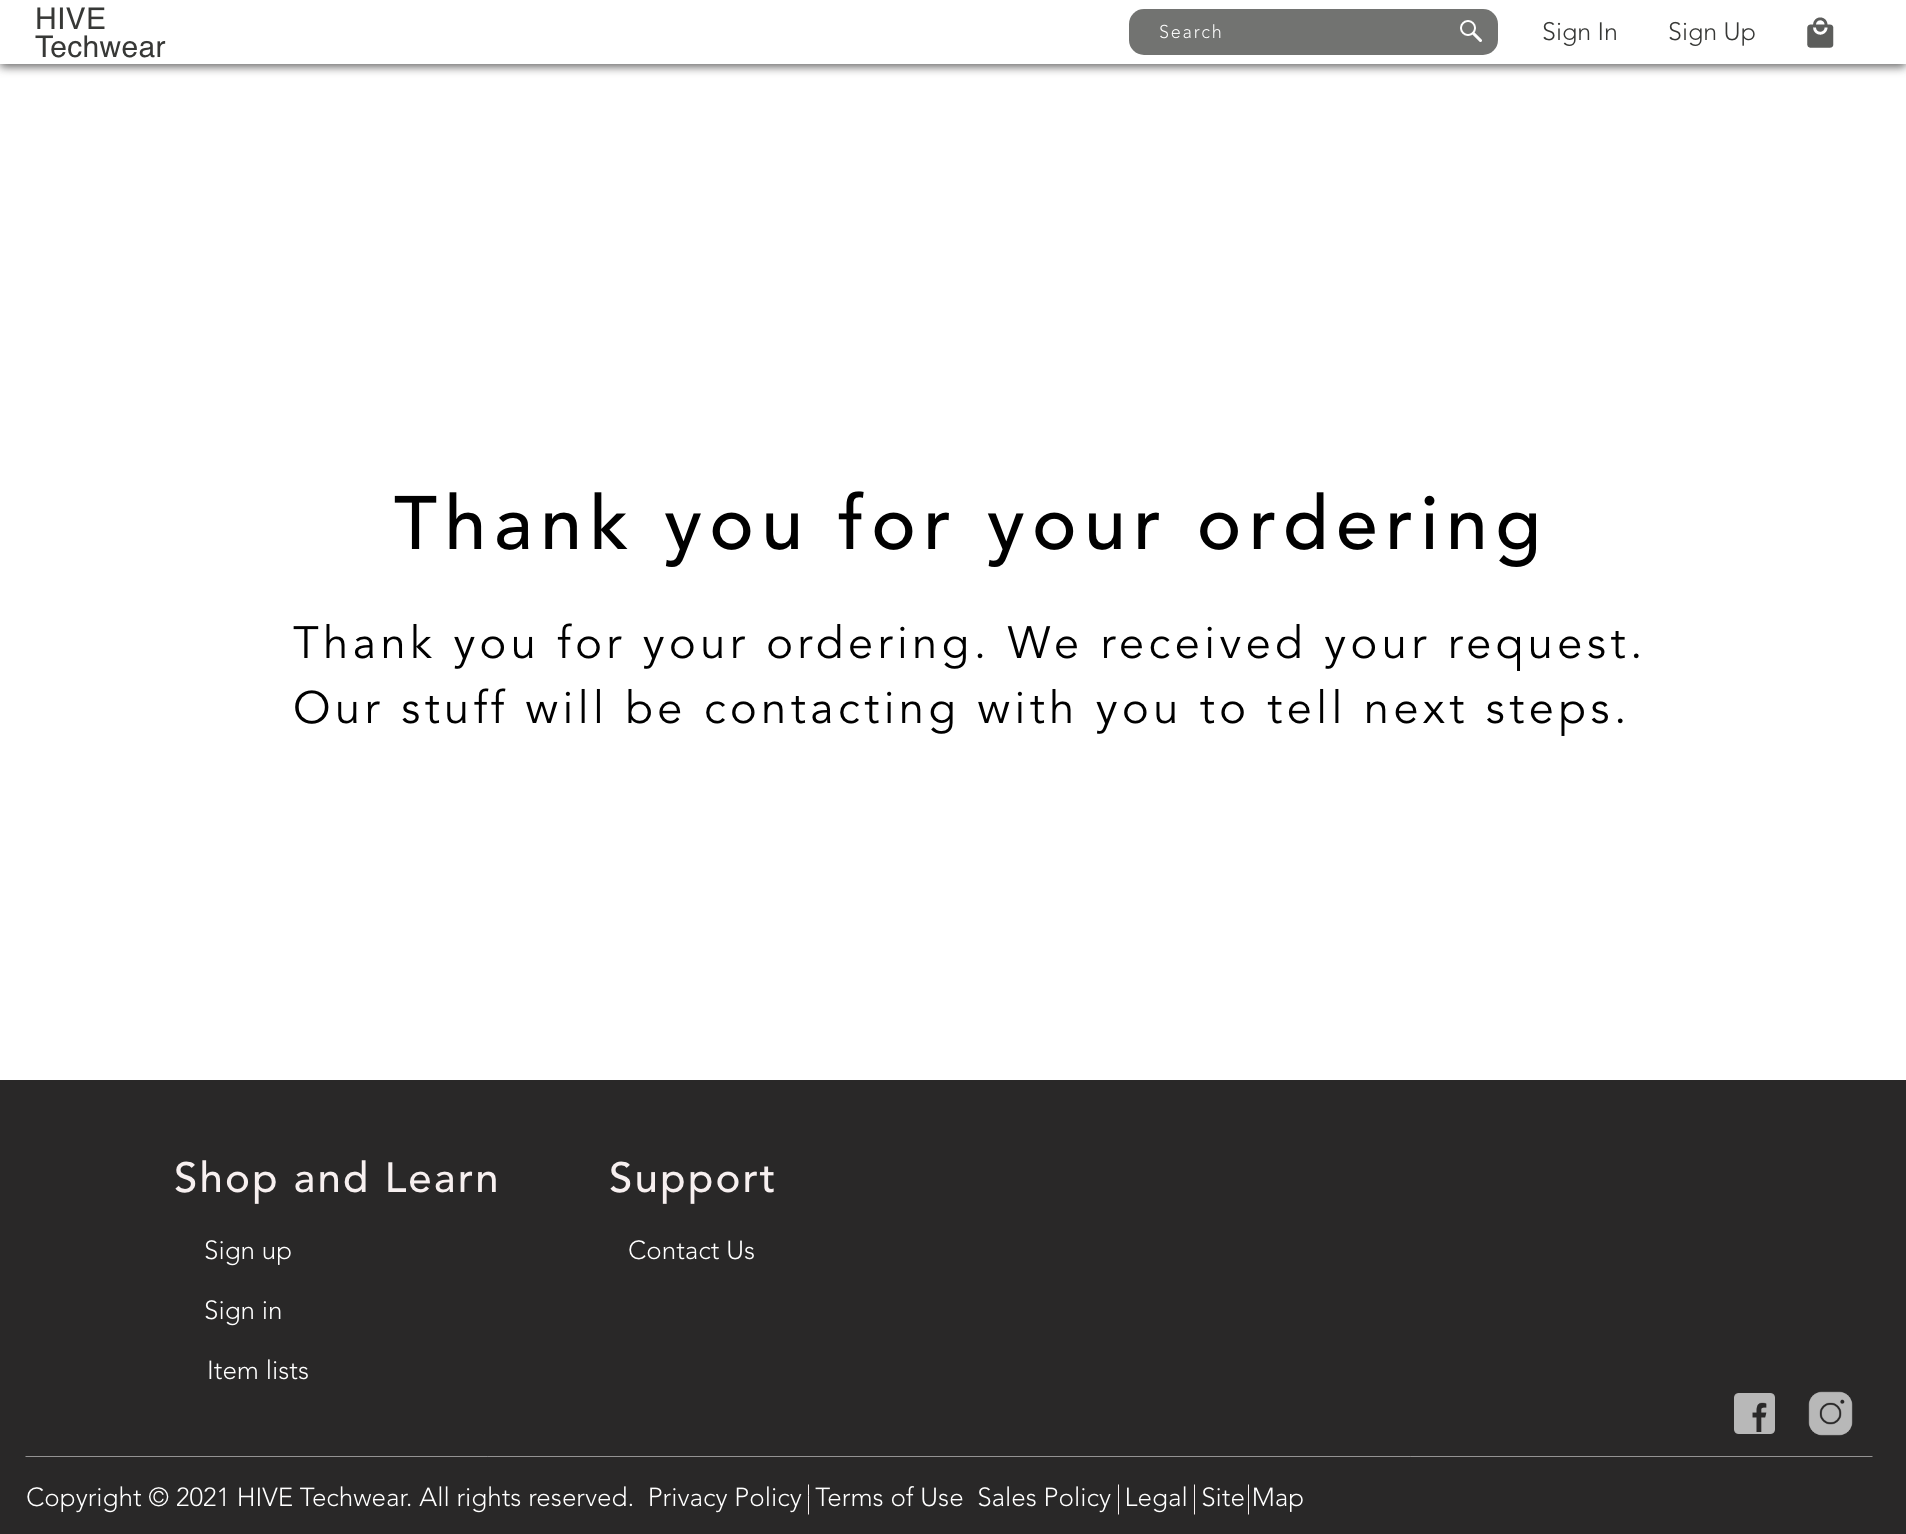 HIVE
Techwear
Search
Sign In
Sign Up
Thank you for your ordering
Thank you for your ordering. We received your request.
Our stuff will be contacting with you to tell next steps.
Shop and Learn
Support
Sign up
Contact Us
Sign in
Item lists
Copyright © 2021 HIVE Techwear. All rights reserved. Privacy Policy | Terms of Use Sales Policy | Legal | Site|Map